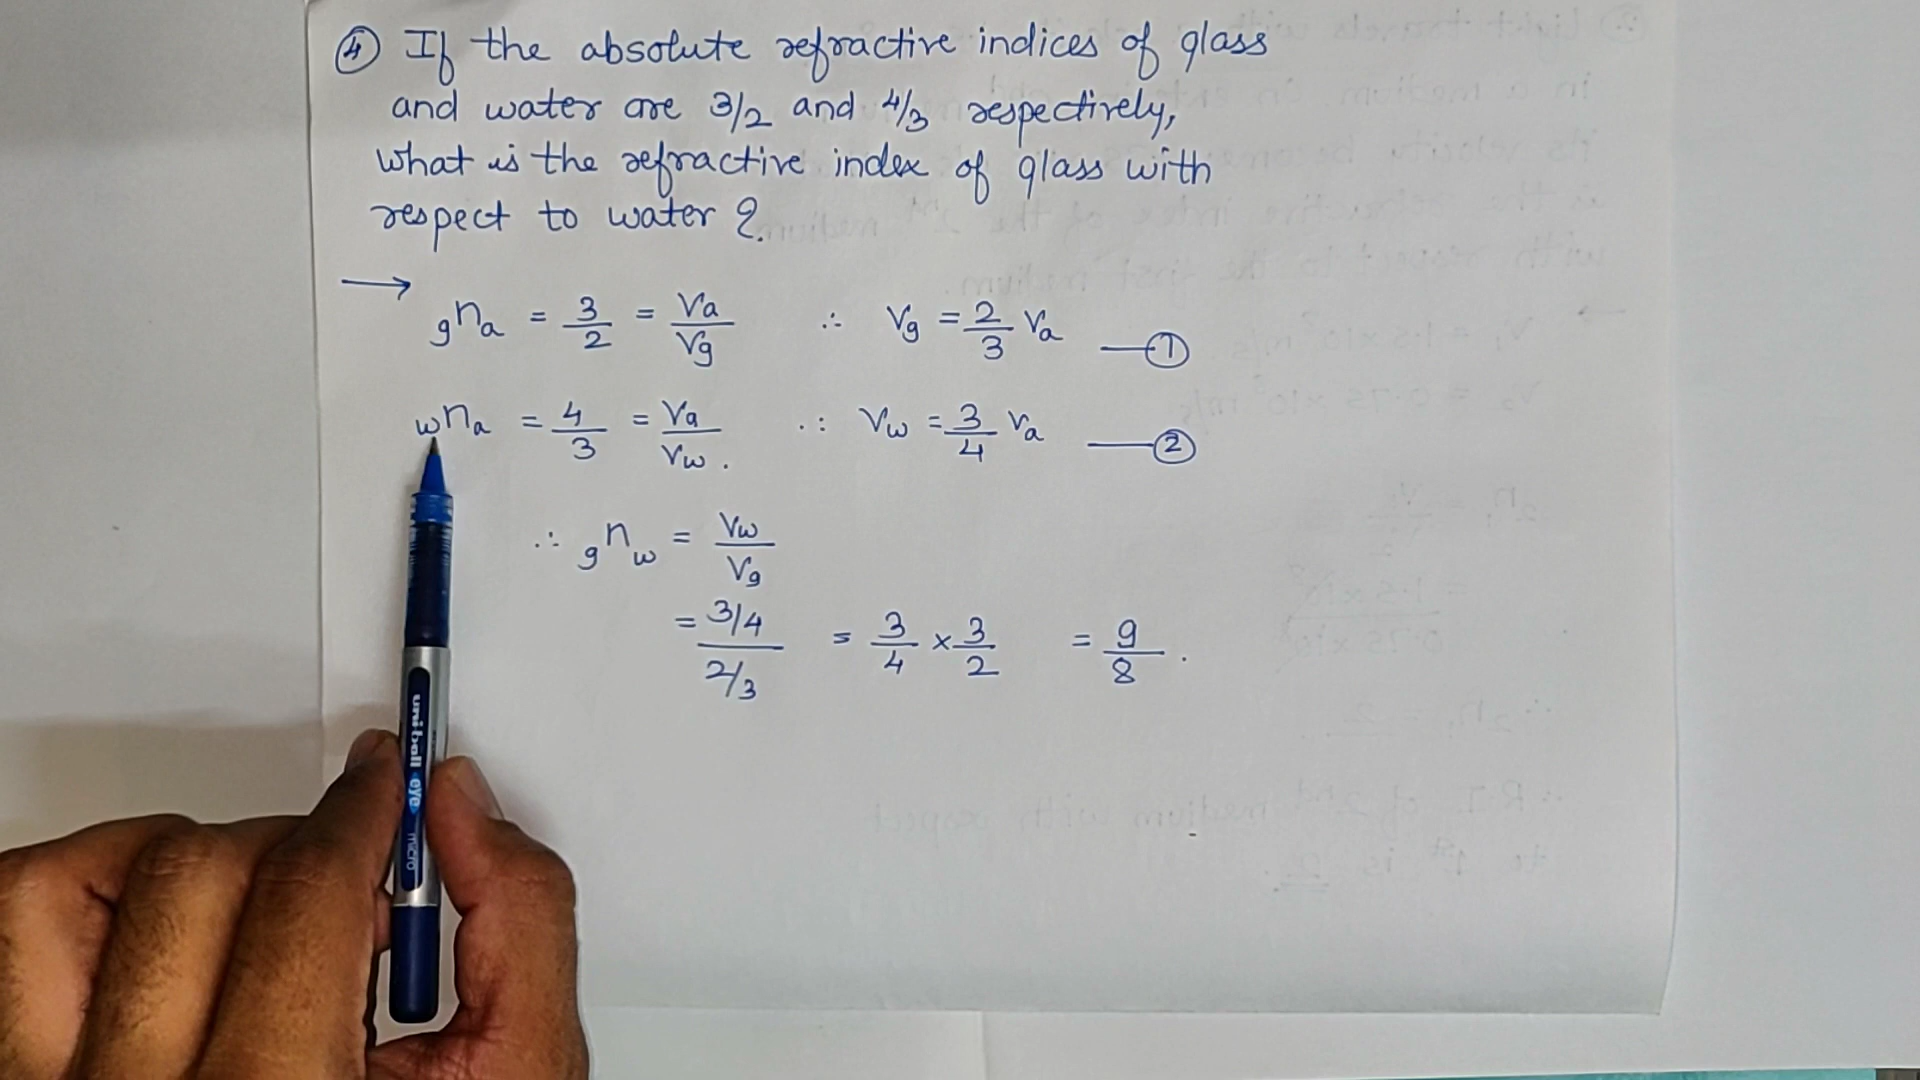 ④ If the absolute refractive indices of glass
and water are 3/2 and 4/3 respectively,
what is the refractive index of glass with
respect to water ?
→ gna = 3/2 = Va/Vg ∴ Vg = 2/3 Va —①
wna = 4/3 = Va/Vw. ∴ Vw = 3/4 Va —②
∴ gnw = Vw/Vg
= 3/4 / 2/3 = 3/4 × 3/2 = 9/8.
uni-ball eye micro